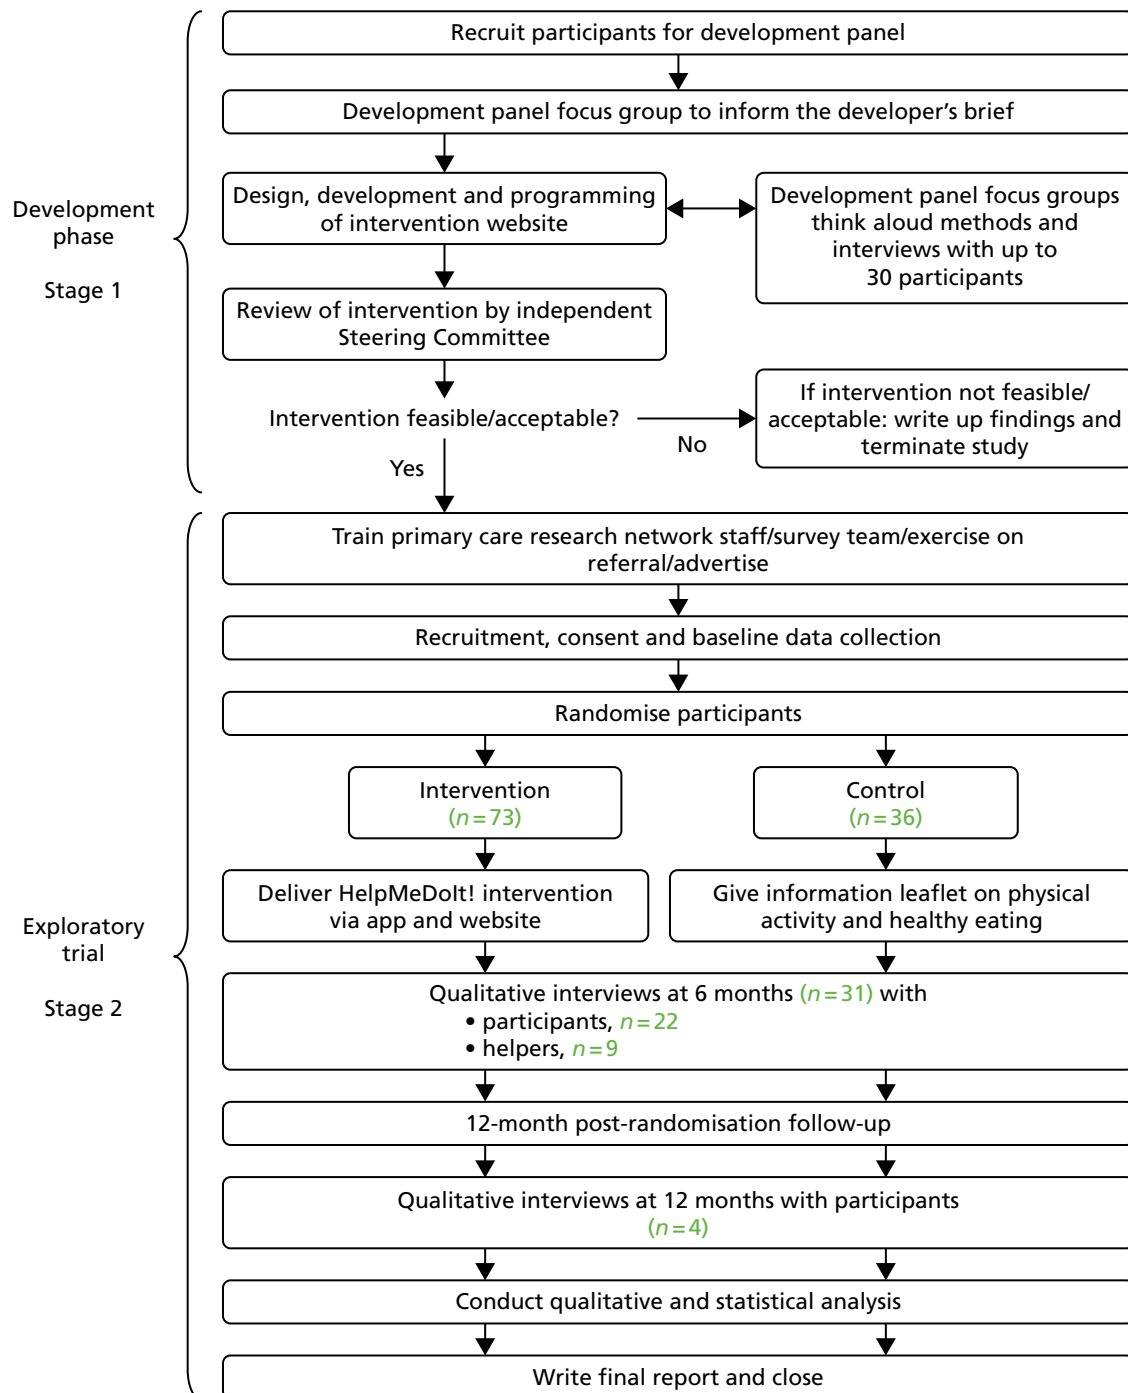 Recruit participants for development panel
Development panel focus group to inform the developer’s brief
Design, development and programming
of intervention website
Development panel focus groups
think aloud methods and
interviews with up to
30 participants
Development
phase
Stage 1
Review of intervention by independent
Steering Committee
Intervention feasible/acceptable?
No
If intervention not feasible/
acceptable: write up findings and
terminate study
Yes
Train primary care research network staff/survey team/exercise on
referral/advertise
Recruitment, consent and baseline data collection
Randomise participants
Intervention
(n=73)
Control
(n=36)
Deliver HelpMeDoIt! intervention
via app and website
Give information leaflet on physical
activity and healthy eating
Exploratory
trial
Stage 2
Qualitative interviews at 6 months (n=31) with
• participants, n=22
• helpers, n=9
12-month post-randomisation follow-up
Qualitative interviews at 12 months with participants
(n=4)
Conduct qualitative and statistical analysis
Write final report and close